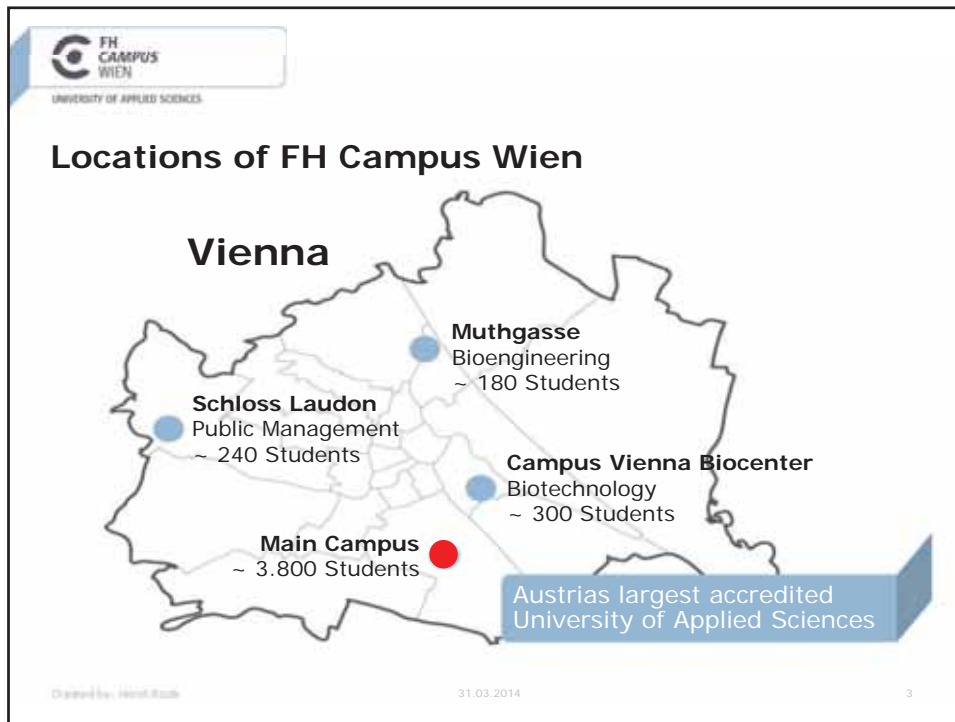 FH
CAMPUS
WIEN
UNIVERSITY OF APPLIED SCIENCES
Locations of FH Campus Wien
Vienna
Muthgasse
Bioengineering
~ 180 Students
Schloss Laudon
Public Management
~ 240 Students
Campus Vienna Biocenter
Biotechnology
~ 300 Students
Main Campus
~ 3.800 Students
Austrias largest accredited
University of Applied Sciences
31.03.2014
3